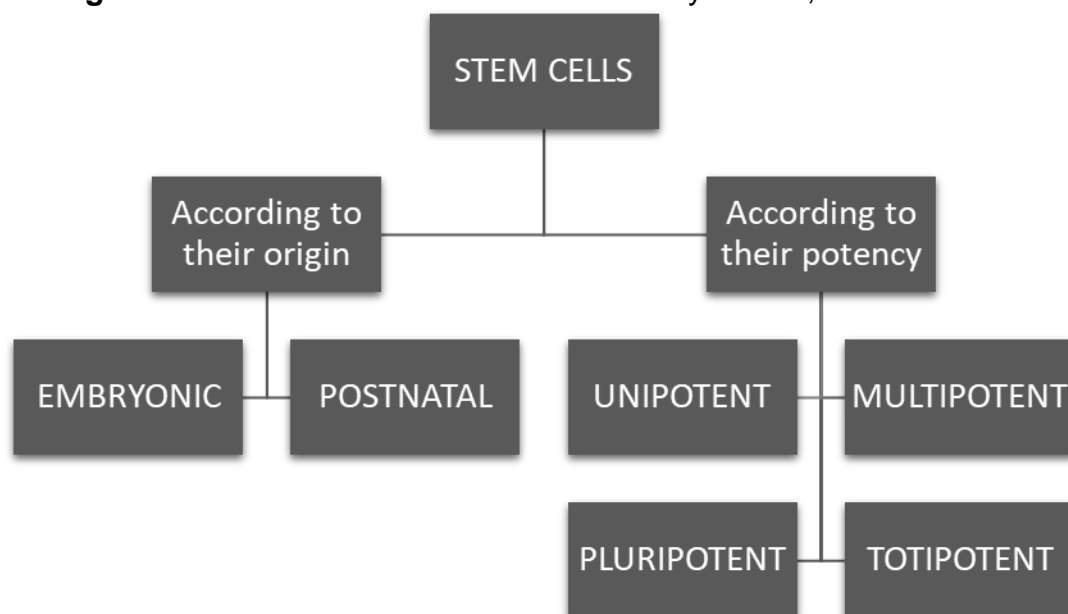 STEM CELLS
According to
their origin
According to
their potency
EMBRYONIC
POSTNATAL
UNIPOTENT
MULTIPOTENT
PLURIPOTENT
TOTIPOTENT